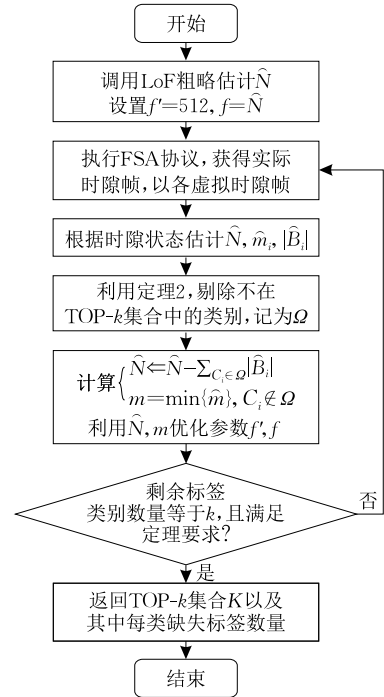 开始
调用LoF粗略估计N̂
设置f′=512, f=N̂
执行FSA协议,获得实际
时隙帧,以各虚拟时隙帧
根据时隙状态估计N̂, m̂ᵢ, |B̂ᵢ|
利用定理2,剔除不在
TOP-k集合中的类别,记为Ω
计算{N̂⇐N̂−∑_{Cᵢ∈Ω}|B̂ᵢ|
m=min{m̂}, Cᵢ∉Ω
利用N̂, m优化参数f′, f
剩余标签
类别数量等于k,且满足
定理要求?
否
是
返回TOP-k集合K以及
其中每类缺失标签数量
结束